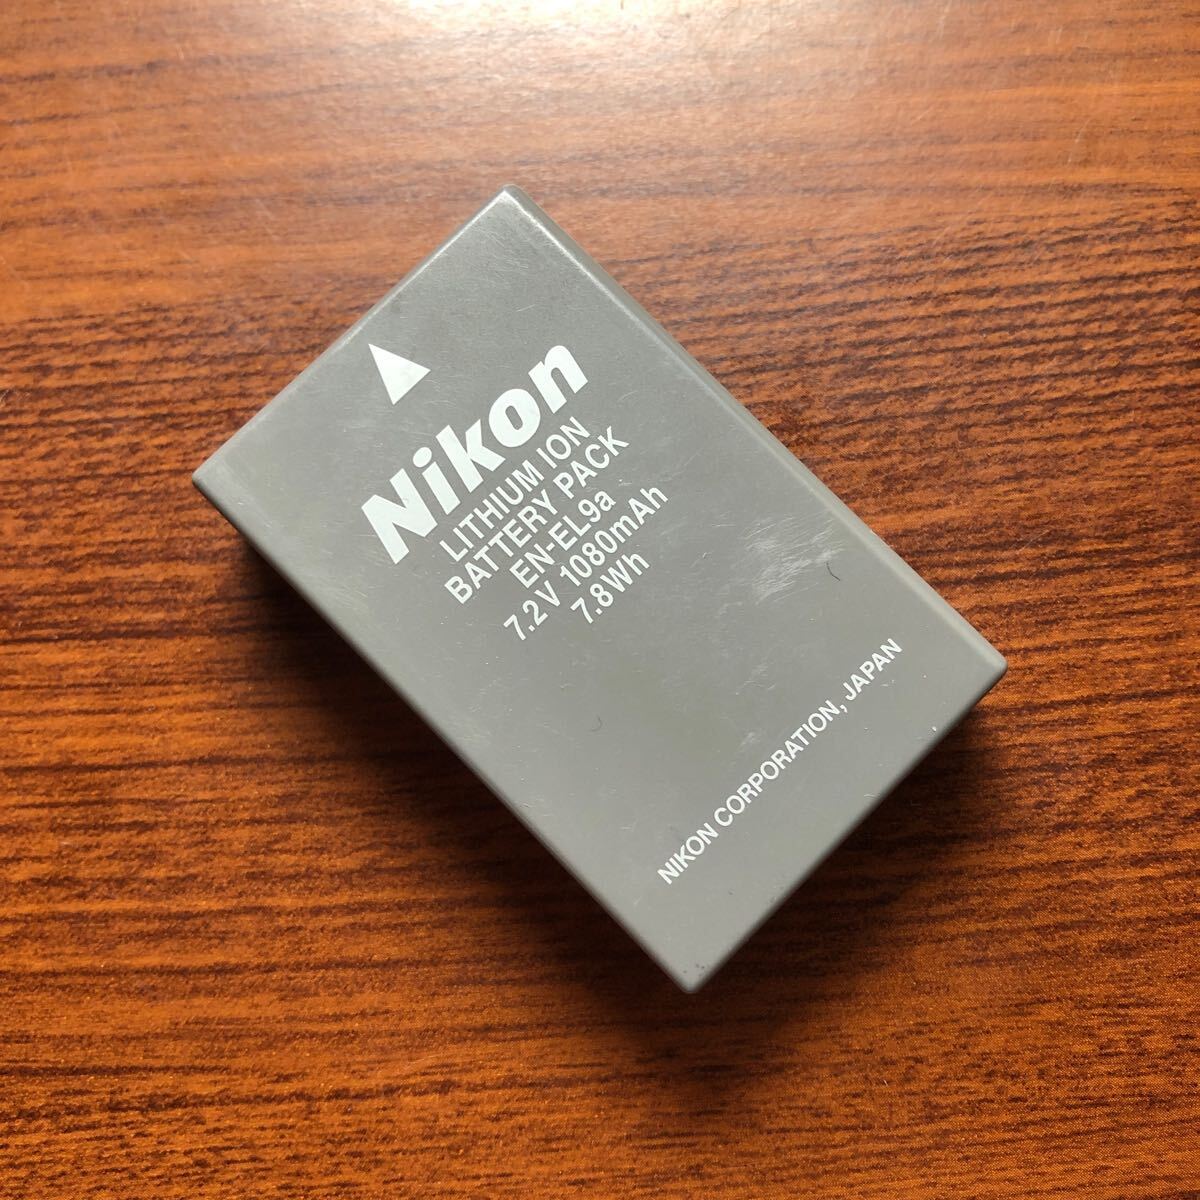 Nikon
LITHIUM ION
BATTERY PACK
EN-EL9a
7.2V 1080mAh
7.8Wh
NIKON CORPORATION, JAPAN